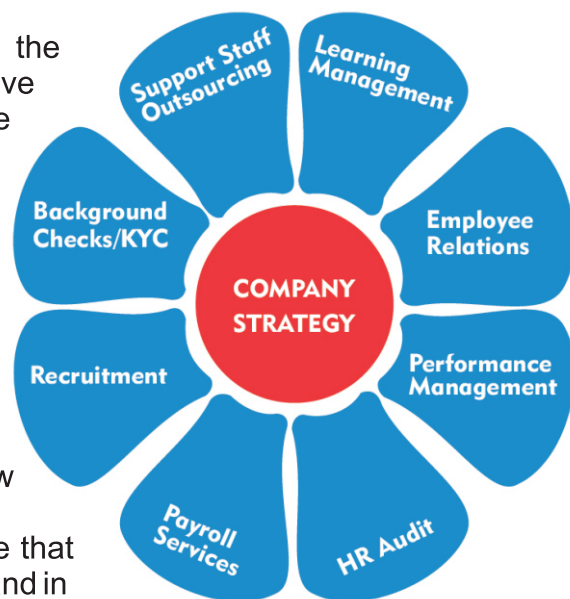 the
ve
e
Support Staff
Outsourcing
Learning
Management
Background
Checks/KYC
Employee
Relations
COMPANY
STRATEGY
Recruitment
Performance
Management
w
Payroll
Services
HR Audit
e that
and in